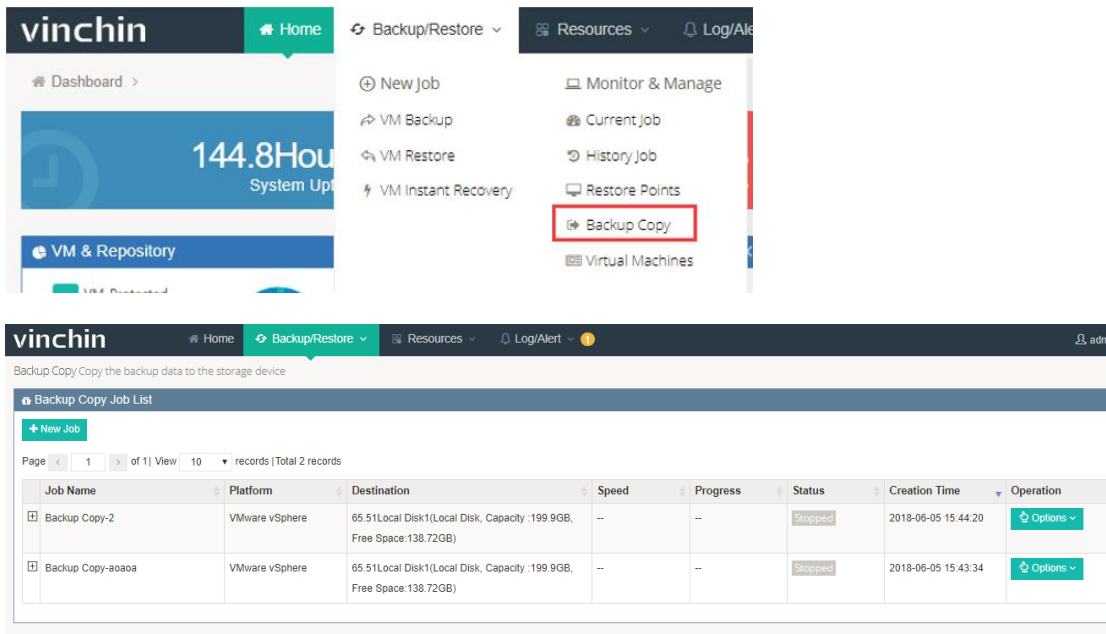 vinchin Home Backup/Restore Resources Log/Ale
Dashboard >
New Job Monitor & Manage
VM Backup Current Job
VM Restore History Job
VM Instant Recovery Restore Points
Backup Copy
Virtual Machines
144.8Hou
System Upt
VM & Repository
vinchin Home Backup/Restore Resources Log/Alert 1 adm
Backup Copy Copy the backup data to the storage device
Backup Copy Job List
+ New Job
Page < 1 > of 1| View 10 records |Total 2 records
Job Name Platform Destination Speed Progress Status Creation Time Operation
Backup Copy-2 VMware vSphere 65.51Local Disk1(Local Disk, Capacity :199.9GB, -- -- Stopped 2018-06-05 15:44:20 Options
Free Space:138.72GB)
Backup Copy-aoaoa VMware vSphere 65.51Local Disk1(Local Disk, Capacity :199.9GB, -- -- Stopped 2018-06-05 15:43:34 Options
Free Space:138.72GB)